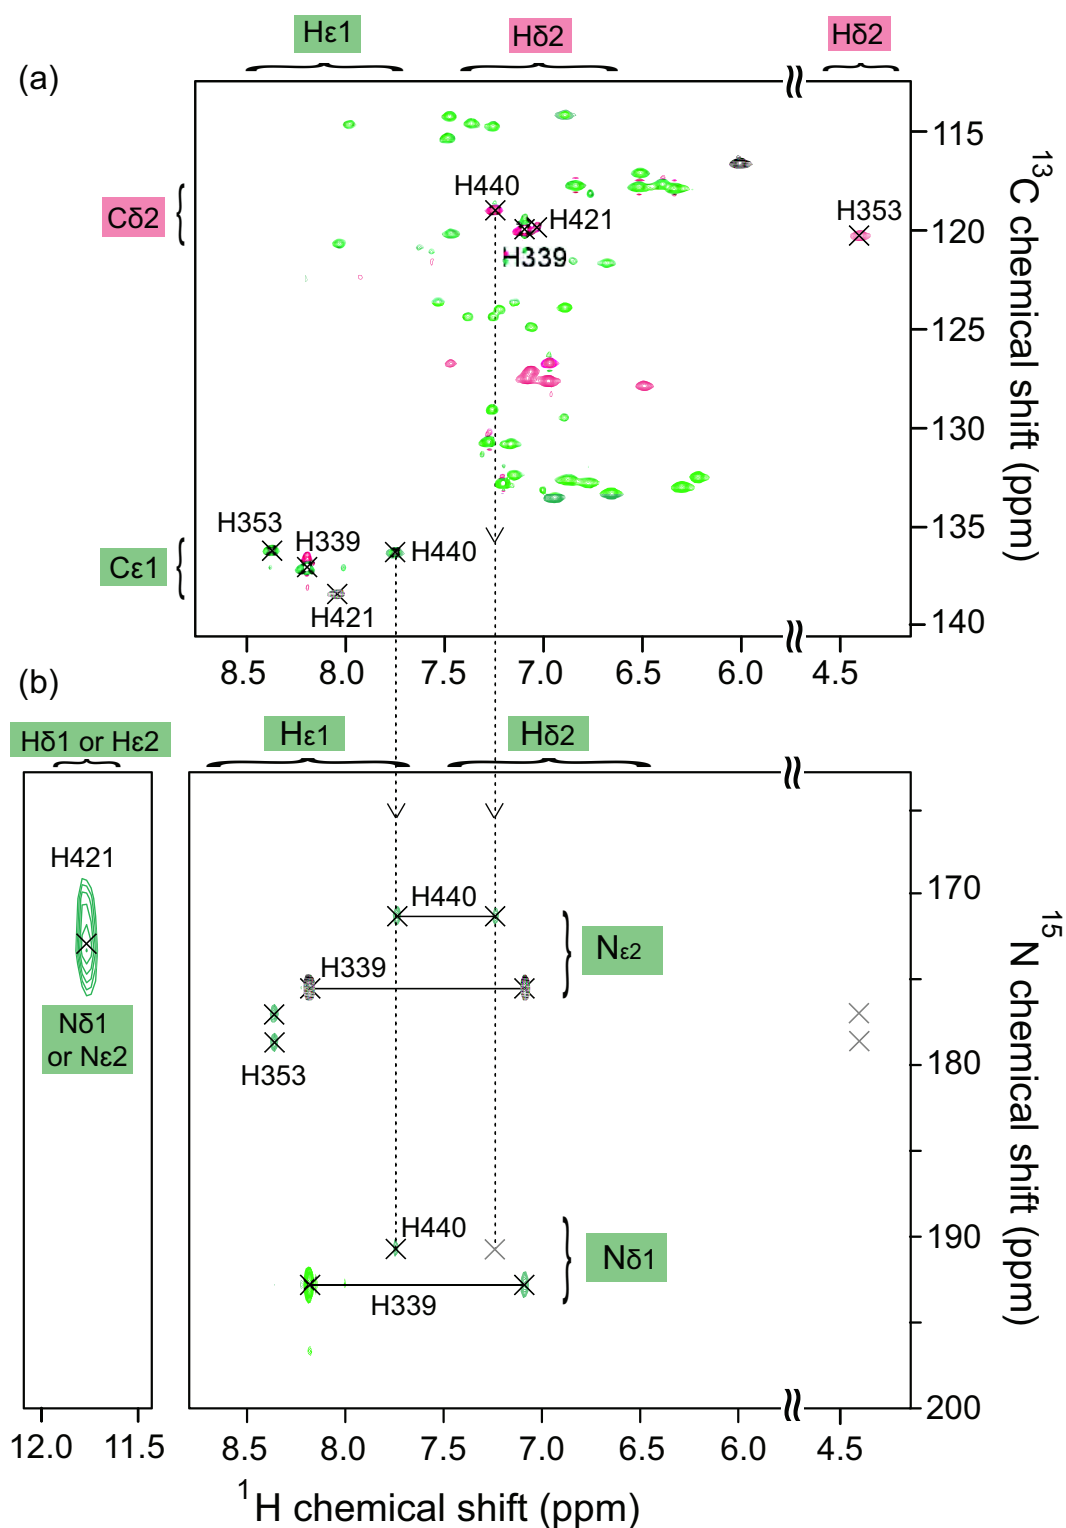 Hε1
Hδ2
Hδ2
(a)
115
H440
Cδ2
H421
H353
120
H339
125
130
13C chemical shift (ppm)
135
H353
H339
H440
Cε1
H421
140
8.5 8.0 7.5 7.0 6.5 6.0 4.5
(b)
Hδ1 or Hε2
Hε1
Hδ2
H421
170
H440
Nε2
H339
Nδ1
or Nε2
H353
180
15N chemical shift (ppm)
H440
190
Nδ1
H339
200
12.0 11.5 8.5 8.0 7.5 7.0 6.5 6.0 4.5
1H chemical shift (ppm)